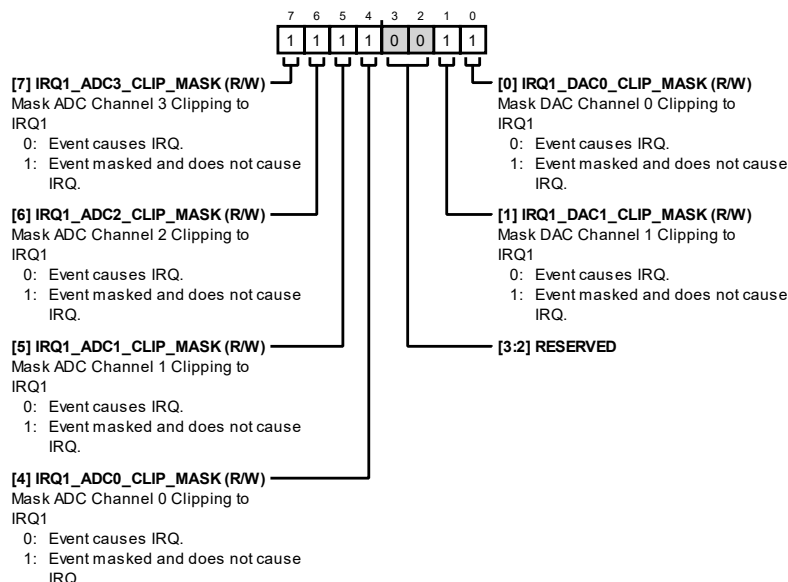 7 6 5 4 3 2 1 0
1 1 1 1 0 0 1 1
[7] IRQ1_ADC3_CLIP_MASK (R/W)
Mask ADC Channel 3 Clipping to
IRQ1
0: Event causes IRQ.
1: Event masked and does not cause
IRQ.
[6] IRQ1_ADC2_CLIP_MASK (R/W)
Mask ADC Channel 2 Clipping to
IRQ1
0: Event causes IRQ.
1: Event masked and does not cause
IRQ.
[5] IRQ1_ADC1_CLIP_MASK (R/W)
Mask ADC Channel 1 Clipping to
IRQ1
0: Event causes IRQ.
1: Event masked and does not cause
IRQ.
[4] IRQ1_ADC0_CLIP_MASK (R/W)
Mask ADC Channel 0 Clipping to
IRQ1
0: Event causes IRQ.
1: Event masked and does not cause
IRQ.
[0] IRQ1_DAC0_CLIP_MASK (R/W)
Mask DAC Channel 0 Clipping to
IRQ1
0: Event causes IRQ.
1: Event masked and does not cause
IRQ.
[1] IRQ1_DAC1_CLIP_MASK (R/W)
Mask DAC Channel 1 Clipping to
IRQ1
0: Event causes IRQ.
1: Event masked and does not cause
IRQ.
[3:2] RESERVED